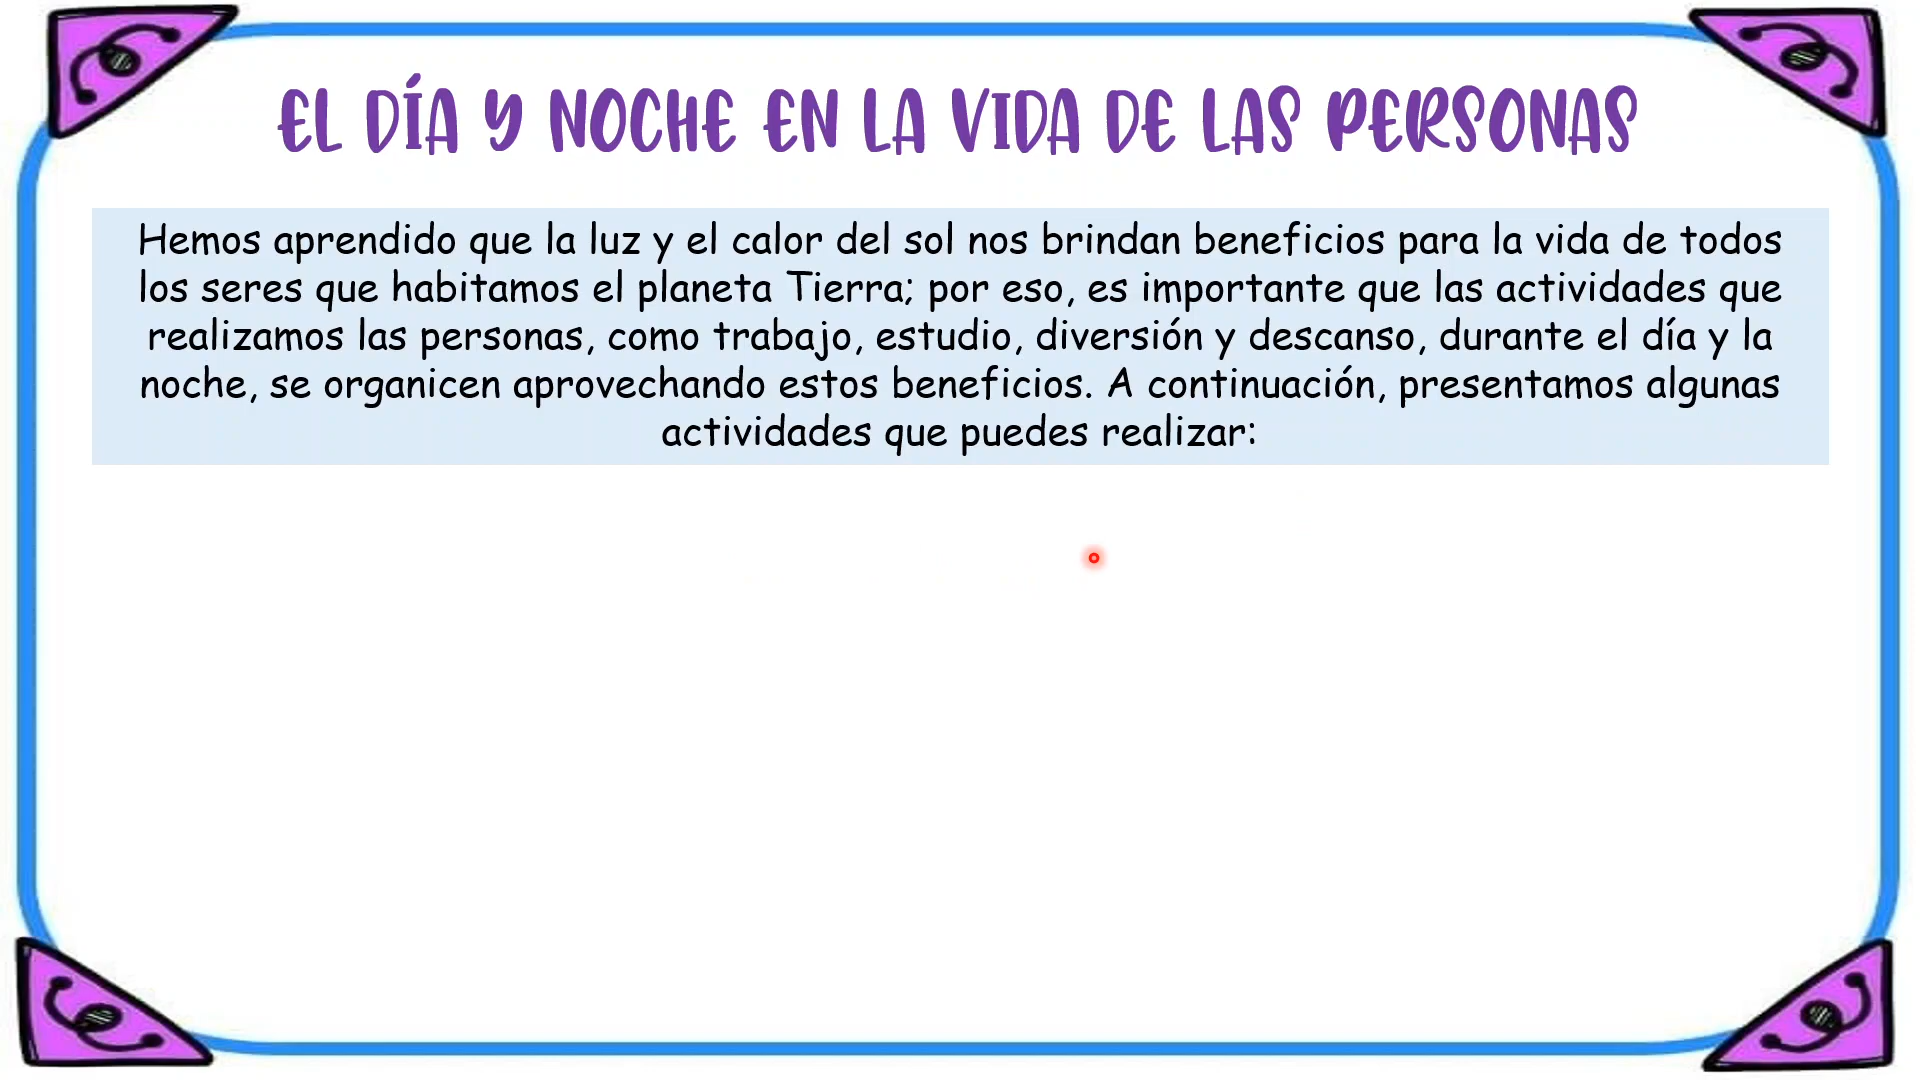 EL DÍA Y NOCHE EN LA VIDA DE LAS PERSONAS
Hemos aprendido que la luz y el calor del sol nos brindan beneficios para la vida de todos
los seres que habitamos el planeta Tierra; por eso, es importante que las actividades que
realizamos las personas, como trabajo, estudio, diversión y descanso, durante el día y la
noche, se organicen aprovechando estos beneficios. A continuación, presentamos algunas
actividades que puedes realizar: